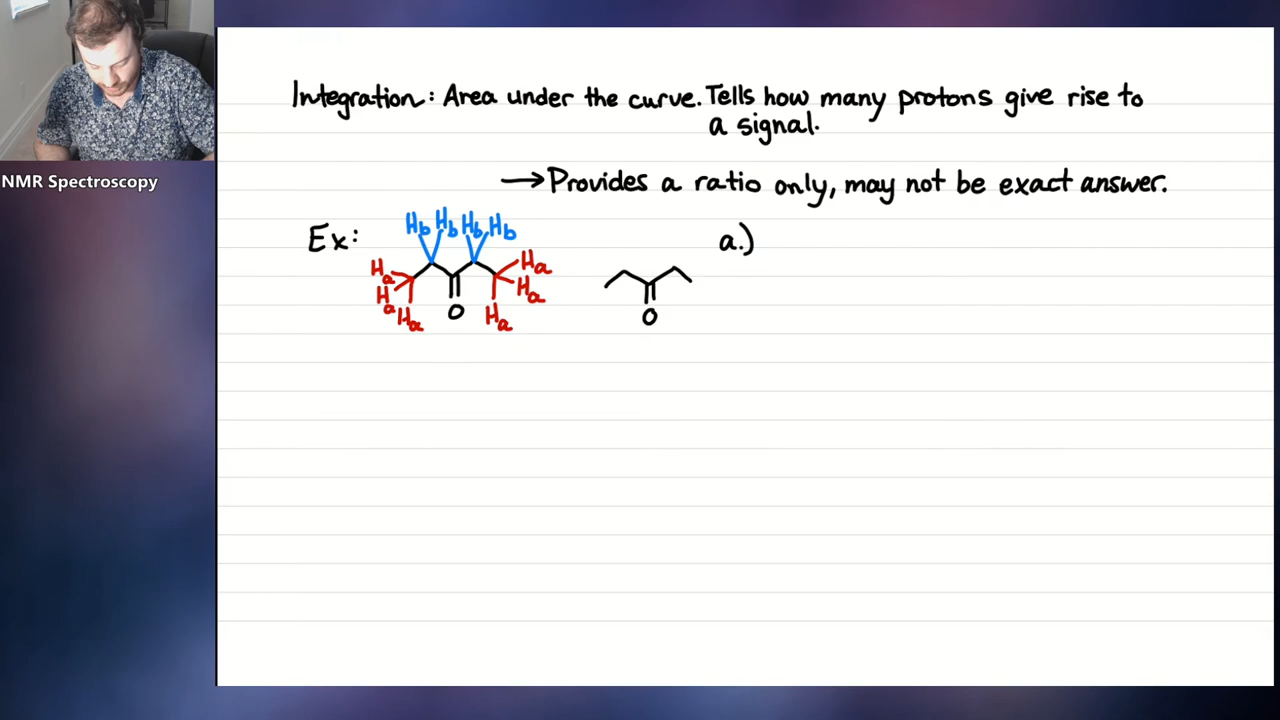 Integration: Area under the curve. Tells how many protons give rise to
a signal.
NMR Spectroscopy
→ Provides a ratio only, may not be exact answer.
Ex:
Hb Hb Hb Hb
Ha Ha
Ha Ha
Ha Ha
O
O
a.)